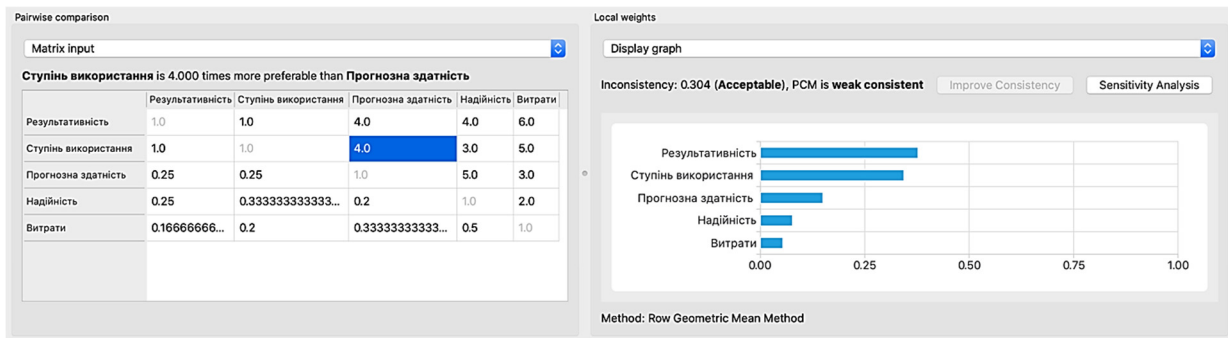 Pairwise comparison
Matrix input
Ступінь використання is 4.000 times more preferable than Прогнозна здатність
Результативність Ступінь використання Прогнозна здатність Надійність Витрати
Результативність 1.0 1.0 4.0 4.0 6.0
Ступінь використання 1.0 1.0 4.0 3.0 5.0
Прогнозна здатність 0.25 0.25 1.0 5.0 3.0
Надійність 0.25 0.333333333333... 0.2 1.0 2.0
Витрати 0.16666666... 0.2 0.33333333333... 0.5 1.0
Local weights
Display graph
Inconsistency: 0.304 (Acceptable), PCM is weak consistent Improve Consistency Sensitivity Analysis
Результативність
Ступінь використання
Прогнозна здатність
Надійність
Витрати
0.00 0.25 0.50 0.75 1.00
Method: Row Geometric Mean Method